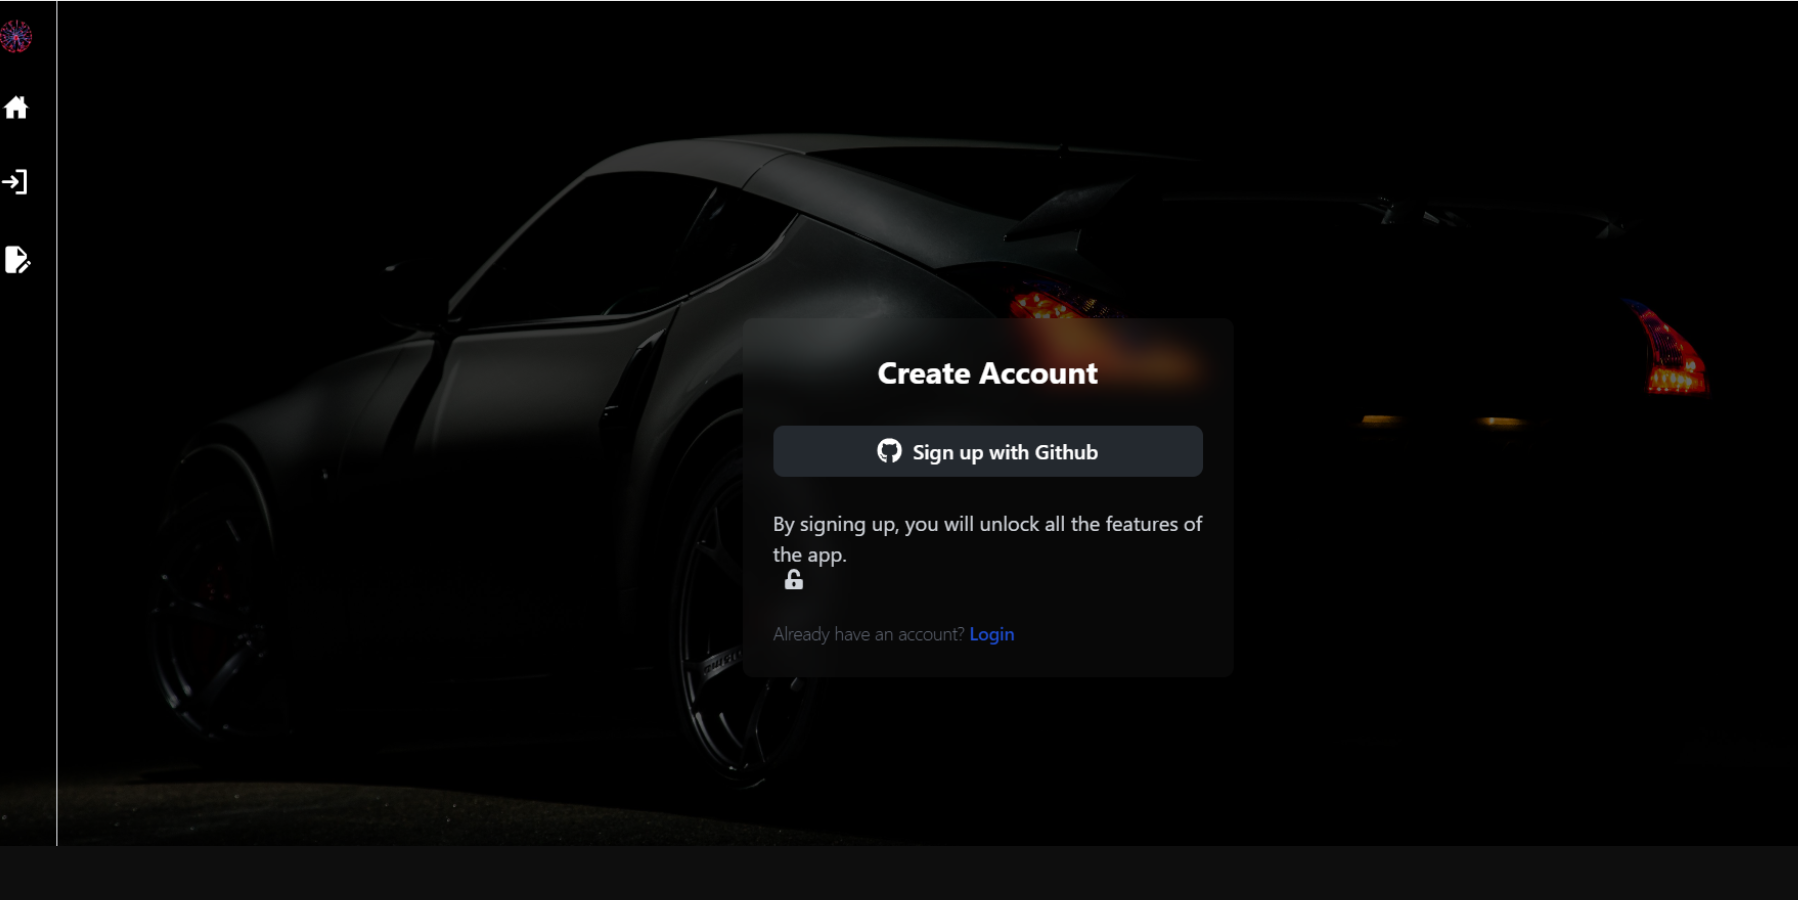 Create Account
Sign up with Github
By signing up, you will unlock all the features of
the app.
Already have an account? Login